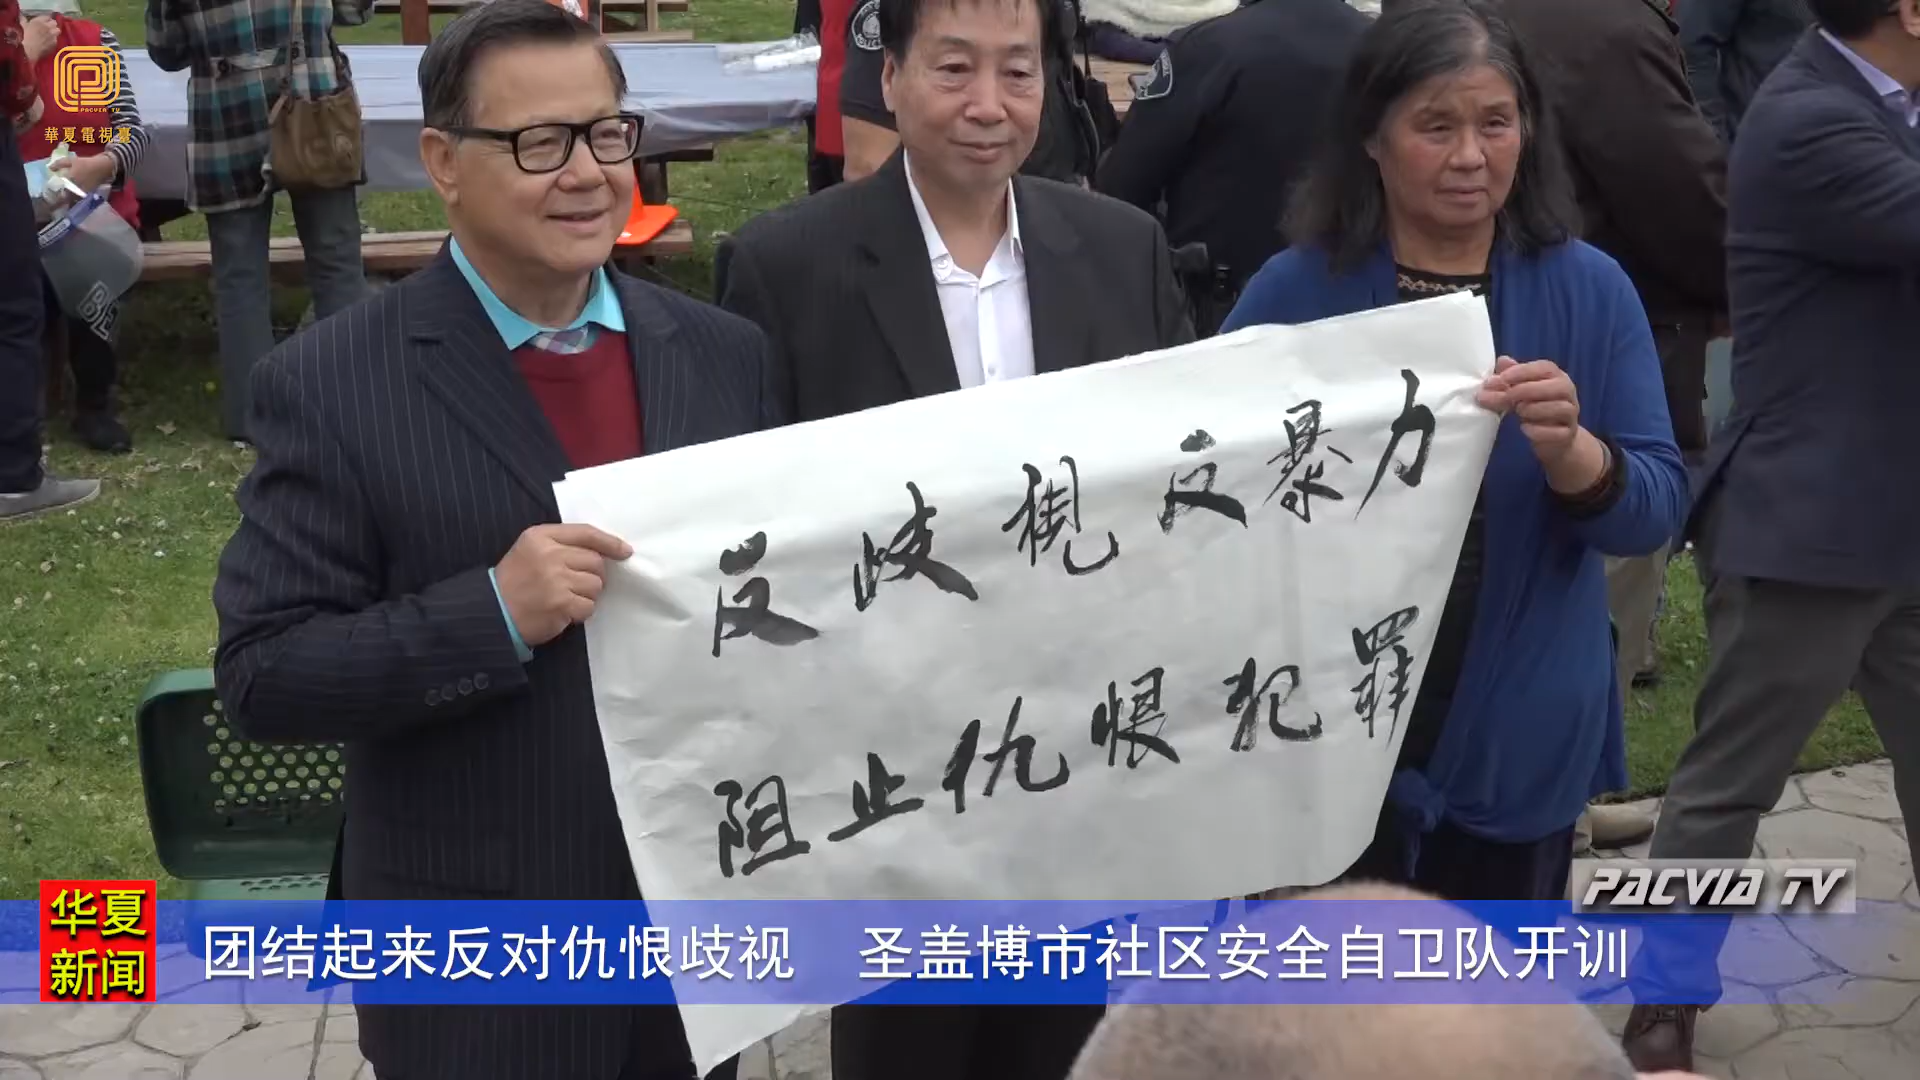 PACVIA TV
華夏電視臺
反歧視 反暴力
阻止仇恨犯罪
PACVIA TV
华夏
新闻
团结起来反对仇恨歧视 圣盖博市社区安全自卫队开训